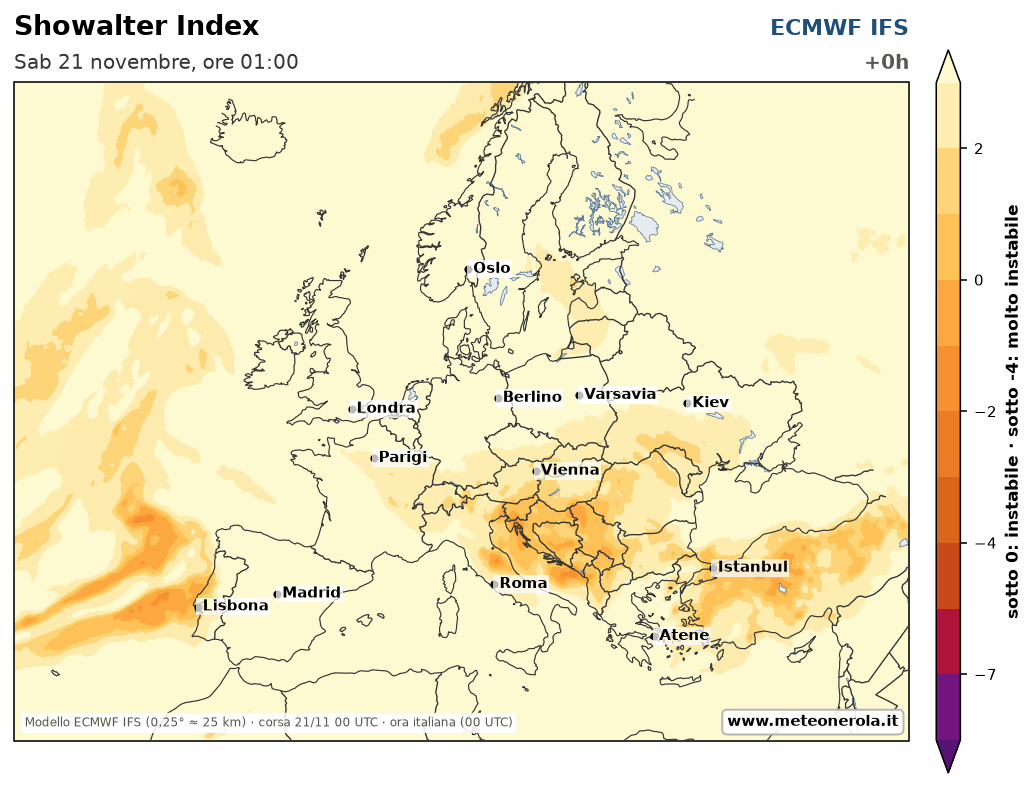 Showalter Index
ECMWF IFS
Sab 21 novembre, ore 01:00
+0h
Oslo
Berlino
Varsavia
Kiev
Londra
Parigi
Vienna
Istanbul
Roma
Madrid
Lisbona
Atene
2
0
−2
−4
−7
sotto 0: instabile · sotto -4: molto instabile
Modello ECMWF IFS (0,25° ≈ 25 km) · corsa 21/11 00 UTC · ora italiana (00 UTC)
www.meteonerola.it